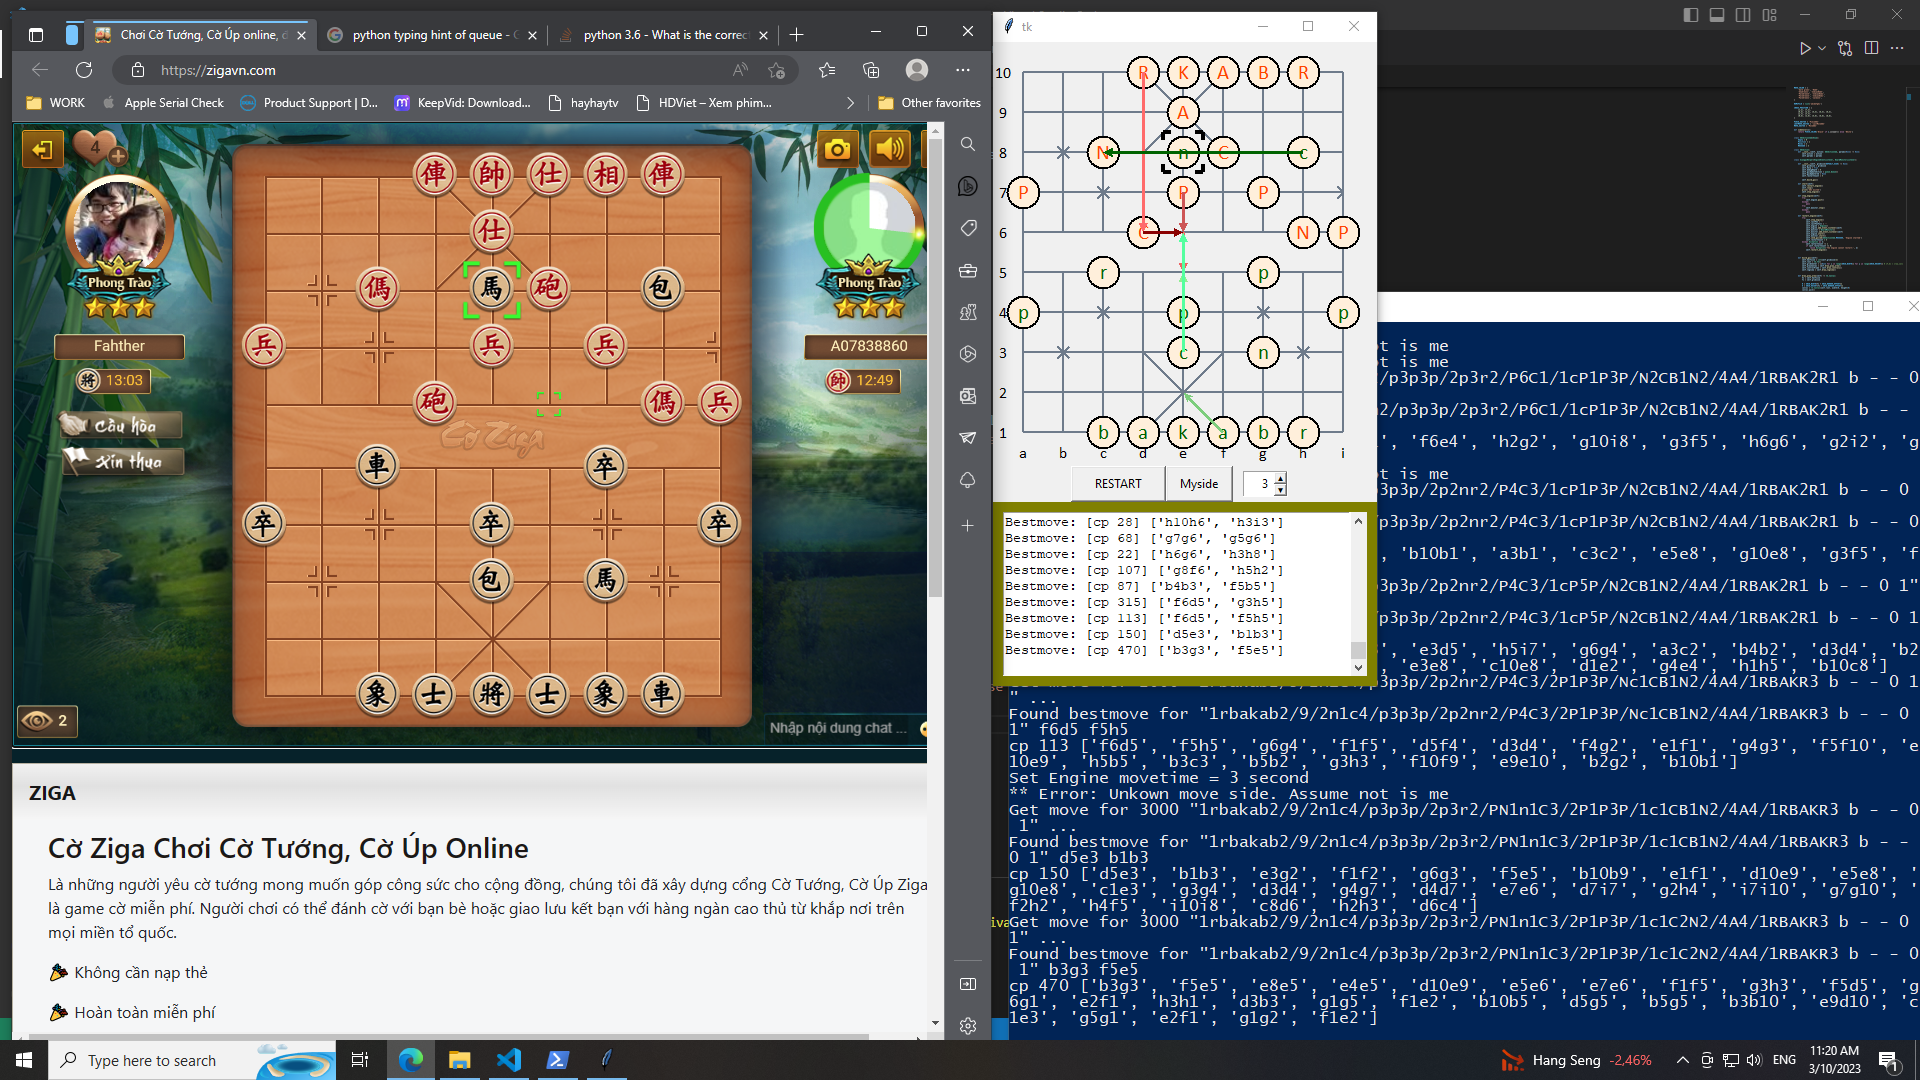 Chơi Cờ Tướng, Cờ Úp online, d
python typing hint of queue - G
python 3.6 - What is the correc
https://zigavn.com
WORK
Apple Serial Check
Product Support | D...
KeepVid: Download...
hayhaytv
HDViet – Xem phim...
Other favorites
4
Phong Trào
Fahther
將 13:03
Cầu hòa
Xin thua
Phong Trào
A07838860
帥 12:49
俥 帥 仕 相 俥
仕
傌 馬 砲 包
兵 兵 兵
砲 傌 兵
Cờ Ziga
車 卒
卒 卒 卒
包 馬
象 士 將 士 象 車
2
Nhập nội dung chat ...
ZIGA
Cờ Ziga Chơi Cờ Tướng, Cờ Úp Online
Là những người yêu cờ tướng mong muốn góp công sức cho cộng đồng, chúng tôi đã xây dựng cổng Cờ Tướng, Cờ Úp Ziga
là game cờ miễn phí. Người chơi có thể đánh cờ với bạn bè hoặc giao lưu kết bạn với hàng ngàn cao thủ từ khắp nơi trên
mọi miền tổ quốc.
Không cần nạp thẻ
Hoàn toàn miễn phí
tk
10 R K A B R
9 A
8 N n C c
7 P P P
6 C N P
5 r p
4 p p p
3 c n
2
1 b a k a b r
a b c d e f g h i
RESTART
Myside
3
Bestmove: [cp 28] ['h10h6', 'h3i3']
Bestmove: [cp 68] ['g7g6', 'g5g6']
Bestmove: [cp 22] ['h6g6', 'h3h8']
Bestmove: [cp 107] ['g8f6', 'h5h2']
Bestmove: [cp 87] ['b4b3', 'f5b5']
Bestmove: [cp 315] ['f6d5', 'g3h5']
Bestmove: [cp 113] ['f6d5', 'f5h5']
Bestmove: [cp 150] ['d5e3', 'b1b3']
Bestmove: [cp 470] ['b3g3', 'f5e5']
ot is me
ot is me
/p3p3p/2p3r2/P6C1/1cP1P3P/N2CB1N2/4A4/1RBAK2R1 b - - 0
2/p3p3p/2p3r2/P6C1/1cP1P3P/N2CB1N2/4A4/1RBAK2R1 b - -
', 'f6e4', 'h2g2', 'g10i8', 'g3f5', 'h6g6', 'g2i2', 'g
ot is me
/p3p3p/2p2nr2/P4C3/1cP1P3P/N2CB1N2/4A4/1RBAK2R1 b - - 0
/p3p3p/2p2nr2/P4C3/1cP1P3P/N2CB1N2/4A4/1RBAK2R1 b - - 0
, 'b10b1', 'a3b1', 'c3c2', 'e5e8', 'g10e8', 'g3f5', 'f
/p3p3p/2p2nr2/P4C3/1cP5P/N2CB1N2/4A4/1RBAK2R1 b - - 0 1"
/p3p3p/2p2nr2/P4C3/1cP5P/N2CB1N2/4A4/1RBAK2R1 b - - 0 1
', 'e3d5', 'h5i7', 'g6g4', 'a3c2', 'b4b2', 'd3d4', 'b2
, 'e3e8', 'c10e8', 'd1e2', 'g4e4', 'h1h5', 'b10c8']
/p3p3p/2p2nr2/P4C3/2P1P3P/Nc1CB1N2/4A4/1RBAKR3 b - - 0 1
" ...
Found bestmove for "1rbakab2/9/2n1c4/p3p3p/2p2nr2/P4C3/2P1P3P/Nc1CB1N2/4A4/1RBAKR3 b - - 0
1" f6d5 f5h5
cp 113 ['f6d5', 'f5h5', 'g6g4', 'f1f5', 'd5f4', 'd3d4', 'f4g2', 'e1f1', 'g4g3', 'f5f10', 'e
10e9', 'h5b5', 'b3c3', 'b5b2', 'g3h3', 'f10f9', 'e9e10', 'b2g2', 'b10b1']
Set Engine movetime = 3 second
** Error: Unkown move side. Assume not is me
Get move for 3000 "1rbakab2/9/2n1c4/p3p3p/2p3r2/PN1n1C3/2P1P3P/1c1CB1N2/4A4/1RBAKR3 b - - 0
1" ...
Found bestmove for "1rbakab2/9/2n1c4/p3p3p/2p3r2/PN1n1C3/2P1P3P/1c1CB1N2/4A4/1RBAKR3 b - -
0 1" d5e3 b1b3
cp 150 ['d5e3', 'b1b3', 'e3g2', 'f1f2', 'g6g3', 'f5e5', 'b10b9', 'e1f1', 'd10e9', 'e5e8', '
g10e8', 'c1e3', 'g3g4', 'd3d4', 'g4g7', 'd4d7', 'e7e6', 'd7i7', 'g2h4', 'i7i10', 'g7g10', '
f2h2', 'h4f5', 'i10i8', 'c8d6', 'h2h3', 'd6c4']
Get move for 3000 "1rbakab2/9/2n1c4/p3p3p/2p3r2/PN1n1C3/2P1P3P/1c1C2N2/4A4/1RBAKR3 b - - 0
1" ...
Found bestmove for "1rbakab2/9/2n1c4/p3p3p/2p3r2/PN1n1C3/2P1P3P/1c1C2N2/4A4/1RBAKR3 b - - 0
1" b3g3 f5e5
cp 470 ['b3g3', 'f5e5', 'e8e5', 'e4e5', 'd10e9', 'e5e6', 'e7e6', 'f1f5', 'g3h3', 'f5d5', 'g
6g1', 'e2f1', 'h3h1', 'd3b3', 'g1g5', 'f1e2', 'b10b5', 'd5g5', 'b5g5', 'b3b10', 'e9d10', 'c
1e3', 'g5g1', 'e2f1', 'g1g2', 'f1e2']
Type here to search
Hang Seng -2,46%
ENG
11:20 AM
3/10/2023
1